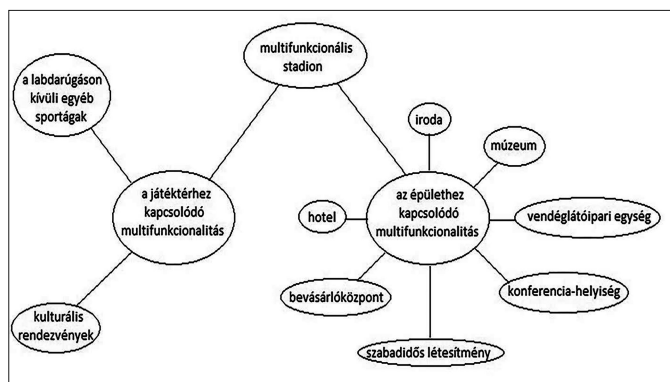 multifunkcionális
stadion
a labdarúgáson
kívüli egyéb
sportágak
a játéktérhez
kapcsolódó
multifunkcionalitás
kulturális
rendezvények
iroda
múzeum
hotel
az épülethez
kapcsolódó
multifunkcionalitás
vendéglátóipari egység
bevásárlóközpont
konferencia-helyiség
szabadidős létesítmény